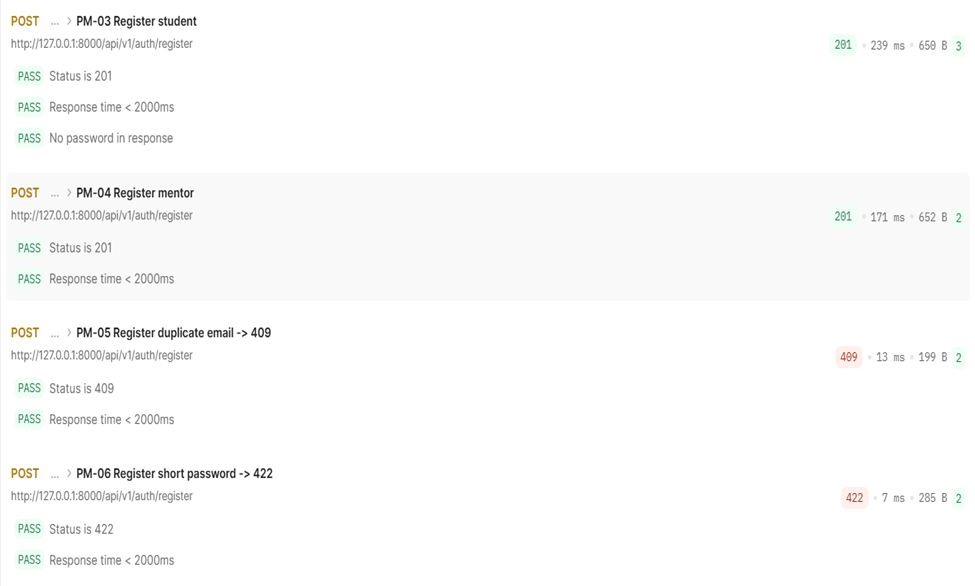 POST ... > PM-03 Register student
http://127.0.0.1:8000/api/v1/auth/register 201 • 239 ms • 650 B 3
PASS Status is 201
PASS Response time < 2000ms
PASS No password in response
POST ... > PM-04 Register mentor
http://127.0.0.1:8000/api/v1/auth/register 201 • 171 ms • 652 B 2
PASS Status is 201
PASS Response time < 2000ms
POST ... > PM-05 Register duplicate email -> 409
http://127.0.0.1:8000/api/v1/auth/register 409 • 13 ms • 199 B 2
PASS Status is 409
PASS Response time < 2000ms
POST ... > PM-06 Register short password -> 422
http://127.0.0.1:8000/api/v1/auth/register 422 • 7 ms • 285 B 2
PASS Status is 422
PASS Response time < 2000ms